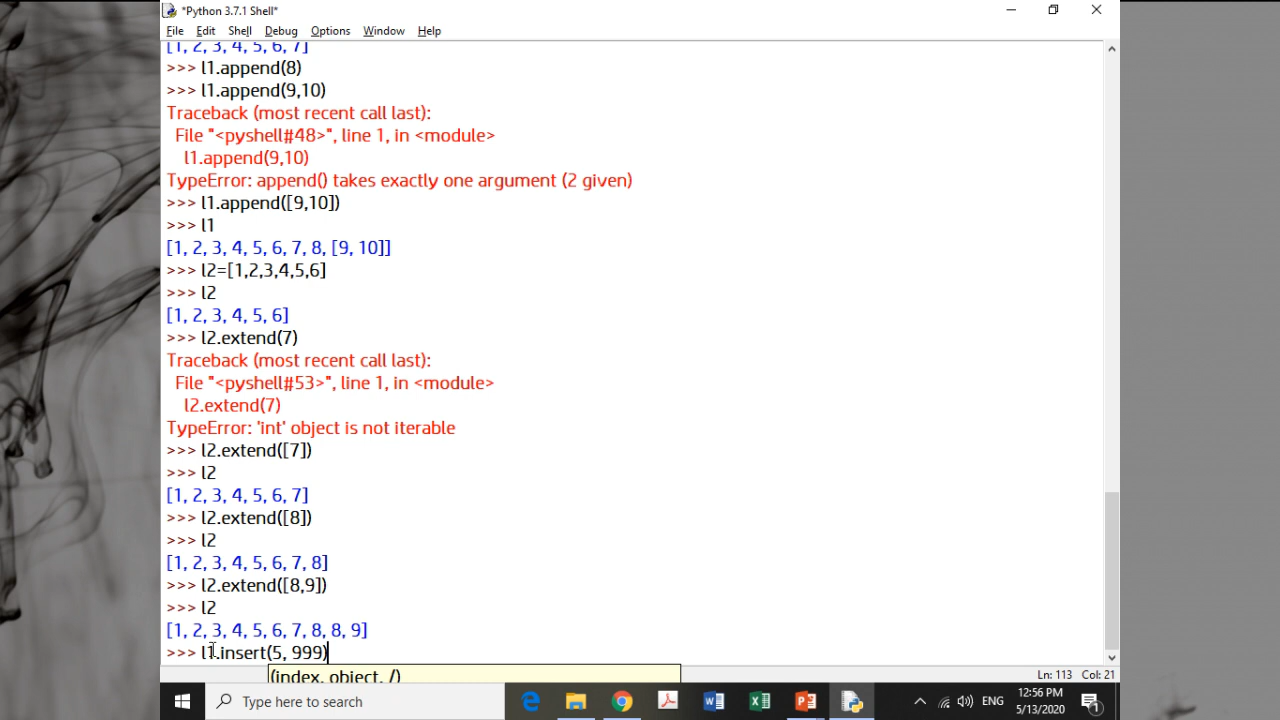 *Python 3.7.1 Shell*
File Edit Shell Debug Options Window Help
[1, 2, 3, 4, 5, 6, 7]
>>> l1.append(8)
>>> l1.append(9,10)
Traceback (most recent call last):
File "<pyshell#48>", line 1, in <module>
l1.append(9,10)
TypeError: append() takes exactly one argument (2 given)
>>> l1.append([9,10])
>>> l1
[1, 2, 3, 4, 5, 6, 7, 8, [9, 10]]
>>> l2=[1,2,3,4,5,6]
>>> l2
[1, 2, 3, 4, 5, 6]
>>> l2.extend(7)
Traceback (most recent call last):
File "<pyshell#53>", line 1, in <module>
l2.extend(7)
TypeError: 'int' object is not iterable
>>> l2.extend([7])
>>> l2
[1, 2, 3, 4, 5, 6, 7]
>>> l2.extend([8])
>>> l2
[1, 2, 3, 4, 5, 6, 7, 8]
>>> l2.extend([8,9])
>>> l2
[1, 2, 3, 4, 5, 6, 7, 8, 8, 9]
>>> l1.insert(5, 999)
(index, object, /)
Ln: 113 Col: 21
Type here to search
ENG
12:56 PM
5/13/2020
1